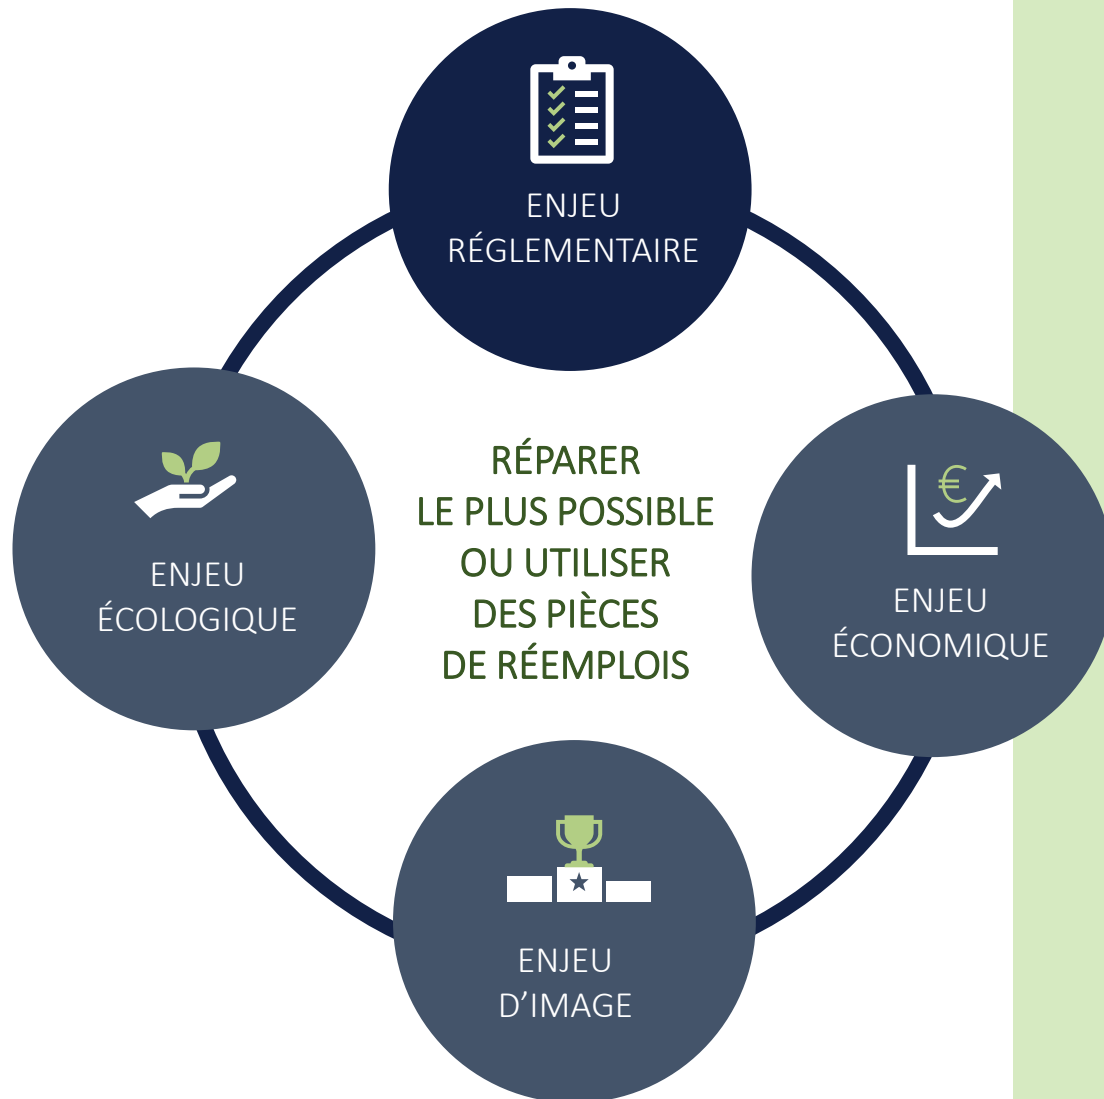 ENJEU
RÉGLEMENTAIRE
RÉPARER
LE PLUS POSSIBLE
OU UTILISER
DES PIÈCES
DE RÉEMPLOIS
ENJEU
ÉCOLOGIQUE
€
ENJEU
ÉCONOMIQUE
ENJEU
D’IMAGE